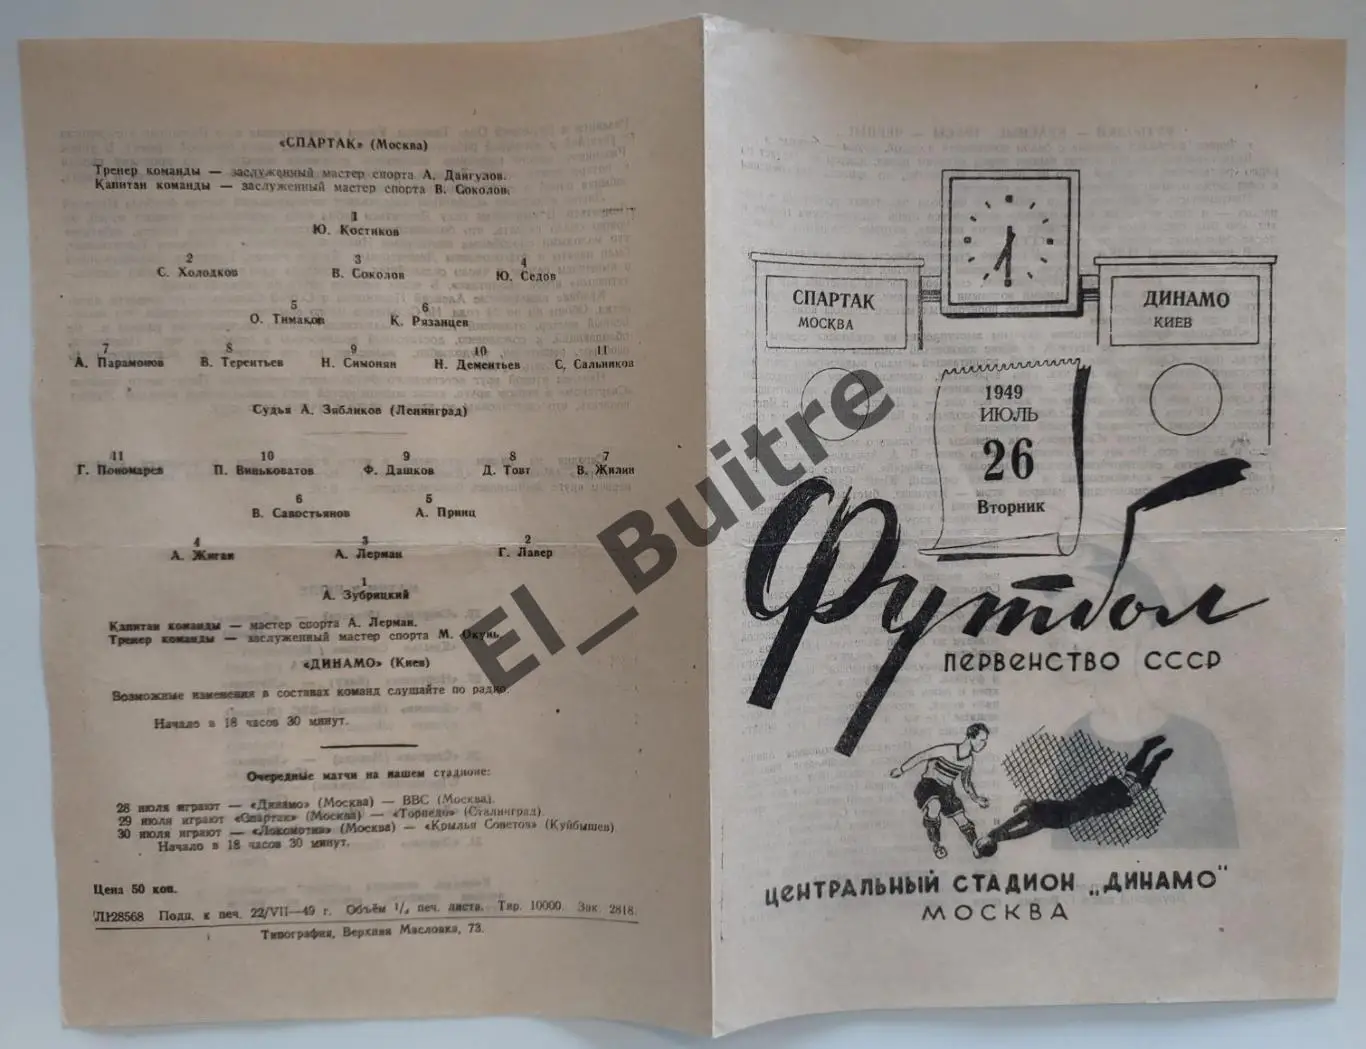 «СПАРТАК» (Москва)
Тренер команды — заслуженный мастер спорта А. Дангулов.
Капитан команды — заслуженный мастер спорта В. Соколов.
1
Ю. Костиков
2 3 4
С. Холодков В. Соколов Ю. Седов
5 6
О. Тимаков К. Рязанцев
7 8 9 10 11
А. Парамонов В. Терентьев Н. Симонян Н. Дементьев С. Сальников
Судья А. Зябликов (Ленинград)
11 10 9 8 7
Г. Пономарев П. Виньковатов Ф. Дашков Д. Товт В. Жилин
6 5
В. Савостьянов А. Принц
4 3 2
А. Жиган А. Лерман Г. Лавер
1
А. Зубрицкий
Капитан команды — мастер спорта А. Лерман.
Тренер команды — заслуженный мастер спорта М. Окунь.
«ДИНАМО» (Киев)
Возможные изменения в составах команд слушайте по радио.
Начало в 18 часов 30 минут.
Очередные матчи на нашем стадионе:
28 июля играют — «Динамо» (Москва) — ВВС (Москва).
29 июля играют «Спартак» (Москва) — «Торпедо» (Сталинград).
30 июля играют — «Локомотив» (Москва) — «Крылья Советов» (Куйбышев)
Начало в 18 часов 30 минут.
Цена 50 коп.
Л128568 Подп. к печ. 22/VII—49 г. Объём 1/4 печ. листа. Тир. 10000. Зак. 2818.
Типография, Верхняя Масловка, 73.
СПАРТАК
МОСКВА
ДИНАМО
КИЕВ
1949
ИЮЛЬ
26
Вторник
Футбол
ПЕРВЕНСТВО СССР
ЦЕНТРАЛЬНЫЙ СТАДИОН „ДИНАМО"
МОСКВА
El_Buitre